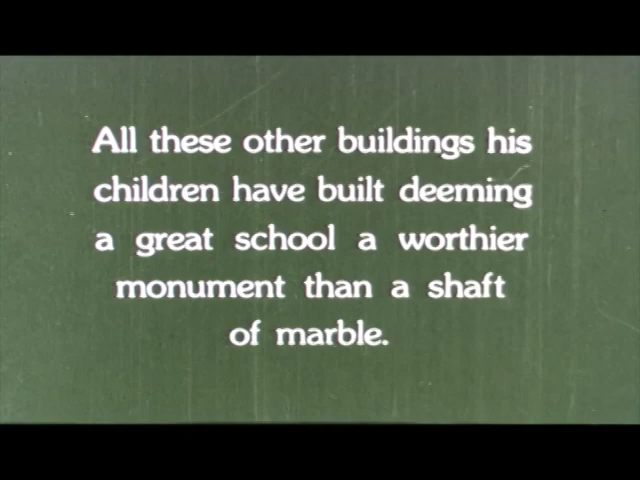 All these other buildings his
children have built deeming
a great school a worthier
monument than a shaft
of marble.